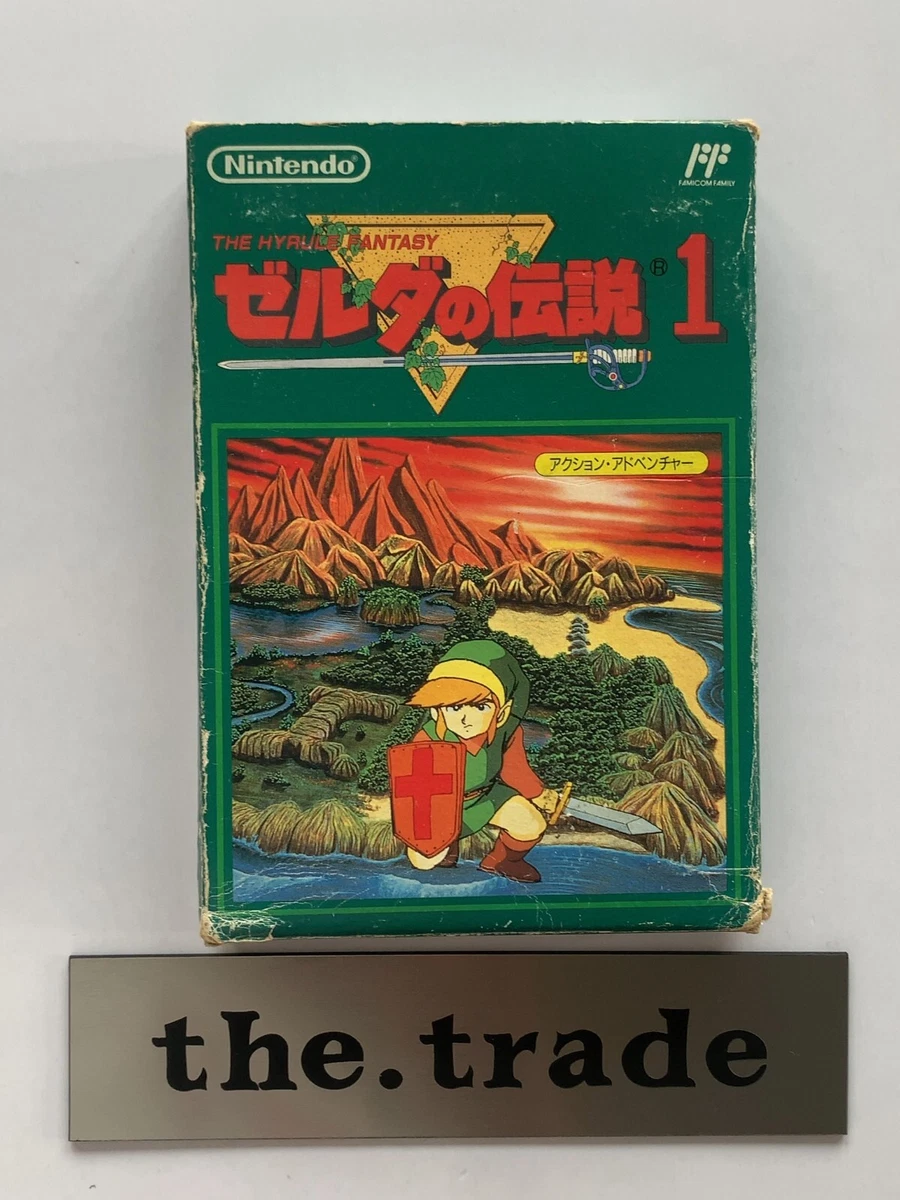 Nintendo®
FF
FAMICOM FAMILY
THE HYRULE FANTASY
ゼルダの伝説® 1
アクション・アドベンチャー
the.trade